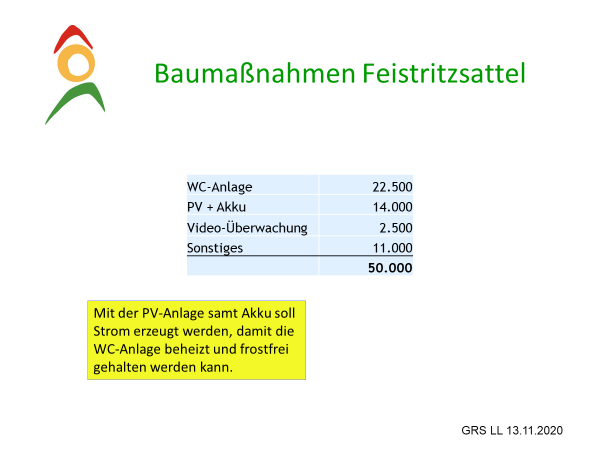 Baumaßnahmen Feistritzsattel
WC-Anlage 22.500
PV + Akku 14.000
Video-Überwachung 2.500
Sonstiges 11.000
50.000
Mit der PV-Anlage samt Akku soll
Strom erzeugt werden, damit die
WC-Anlage beheizt und frostfrei
gehalten werden kann.
GRS LL 13.11.2020